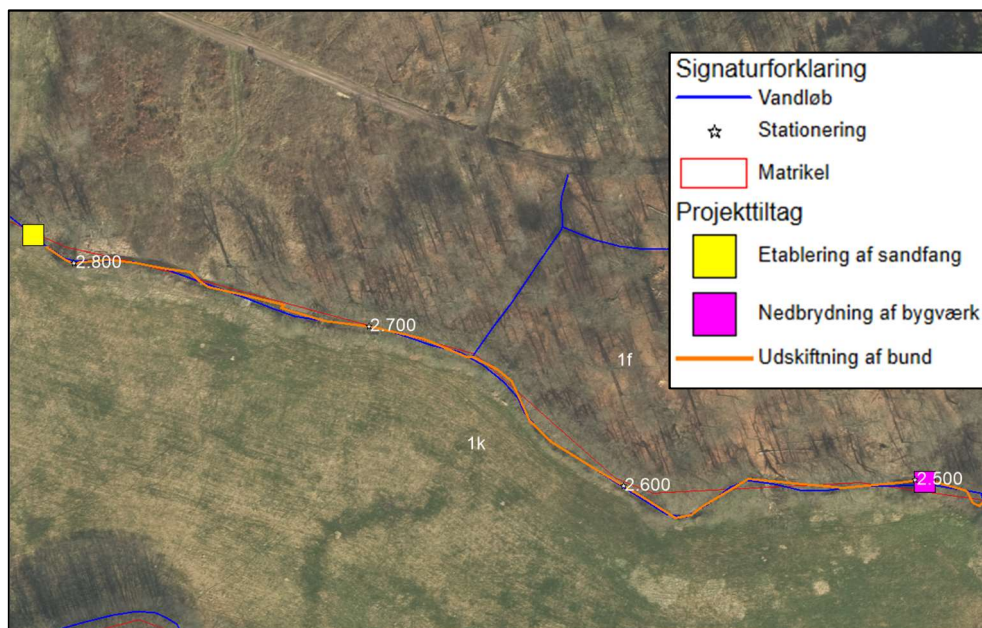 Signaturforklaring
Vandløb
Stationering
Matrikel
Projekttiltag
Etablering af sandfang
Nedbrydning af bygværk
Udskiftning af bund
2.800
2.700
1f
1k
2.600
2.500